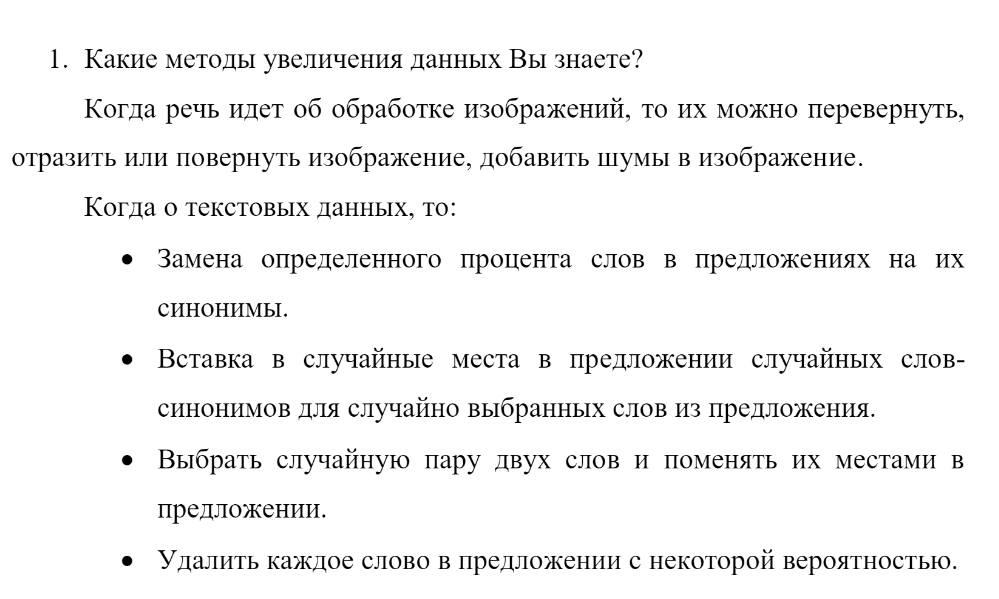 1. Какие методы увеличения данных Вы знаете?
Когда речь идет об обработке изображений, то их можно перевернуть,
отразить или повернуть изображение, добавить шумы в изображение.
Когда о текстовых данных, то:
• Замена определенного процента слов в предложениях на их
синонимы.
• Вставка в случайные места в предложении случайных слов-
синонимов для случайно выбранных слов из предложения.
• Выбрать случайную пару двух слов и поменять их местами в
предложении.
• Удалить каждое слово в предложении с некоторой вероятностью.